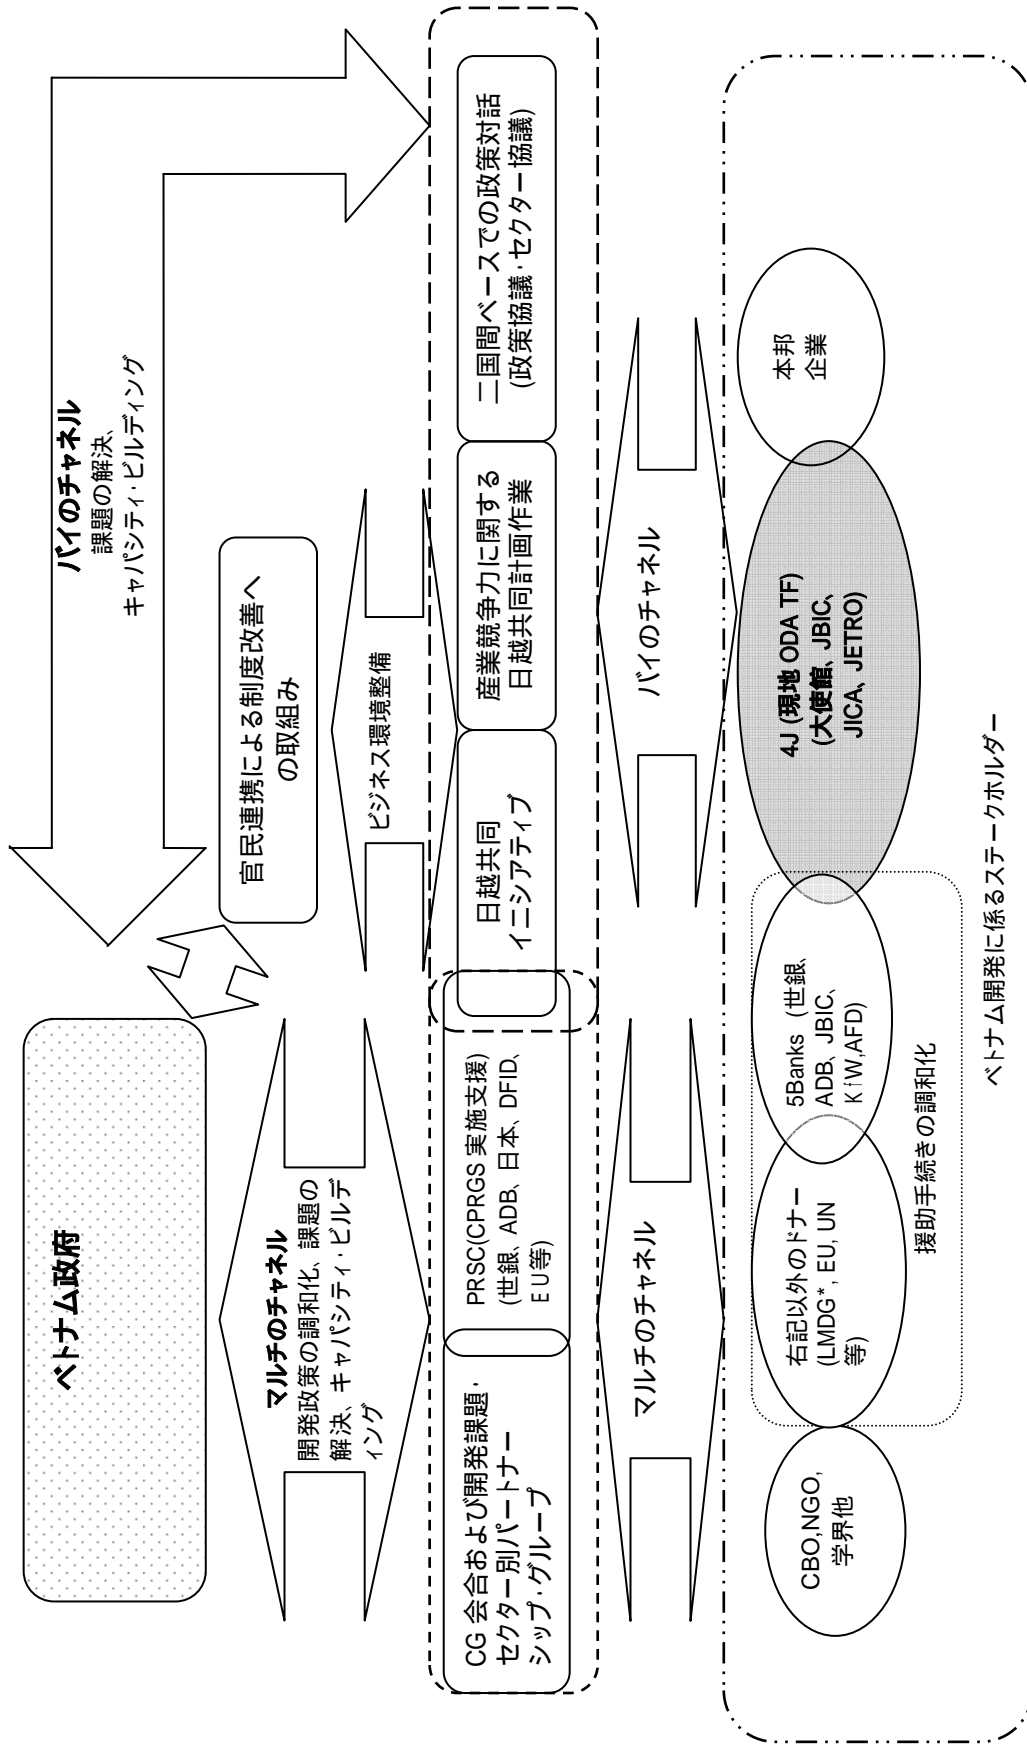 ベトナム政府
バイのチャネル
課題の解決、
キャパシティ・ビルディング
官民連携による制度改善へ
の取組み
マルチのチャネル
開発政策の調和化、課題の
解決、キャパシティ・ビルデ
ィング
ビジネス環境整備
CG 会合および開発課題・
セクター別パートナー
シップ・グループ
PRSC(CPRGS 実施支援)
(世銀、ADB、日本、DFID、
EU等)
日越共同
イニシアティブ
産業競争力に関する
日越共同計画作業
二国間ベースでの政策対話
(政策協議・セクター協議)
マルチのチャネル
バイのチャネル
CBO,NGO,
学界他
右記以外のドナー
(LMDG*, EU, UN
等)
5Banks (世銀、
ADB、JBIC、
KfW,AFD)
4J (現地 ODA TF)
(大使館、JBIC、
JICA、JETRO)
本邦
企業
援助手続きの調和化
ベトナム開発に係るステークホルダー